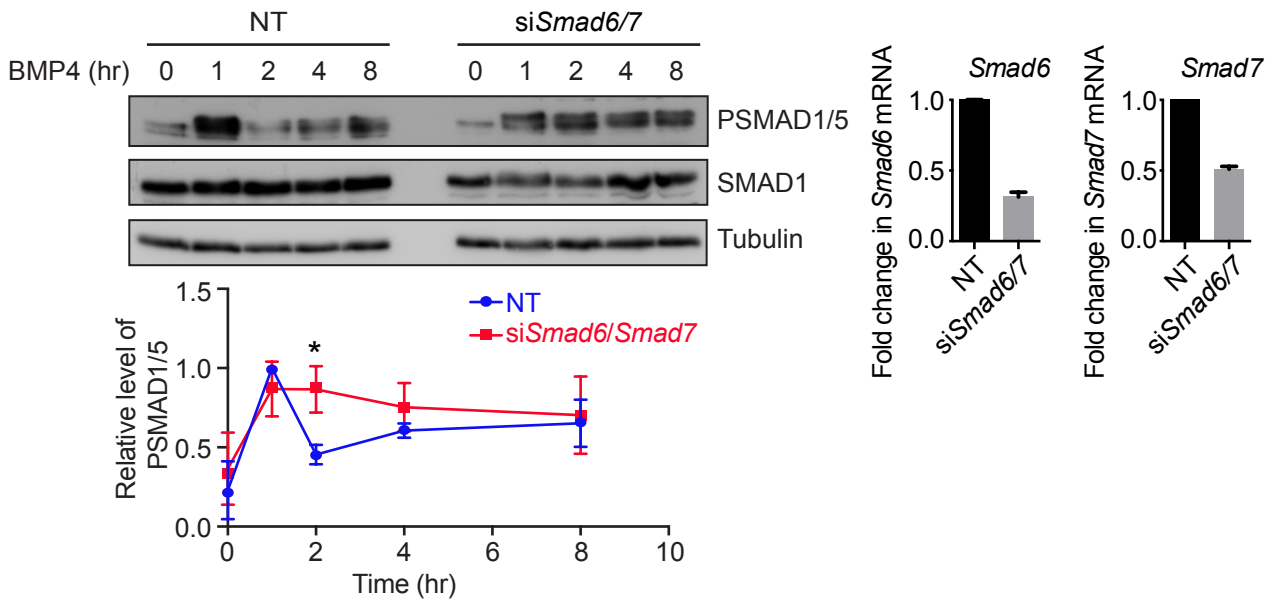 NT siSmad6/7
BMP4 (hr) 0 1 2 4 8 0 1 2 4 8
PSMAD1/5
SMAD1
Tubulin
Relative level of
PSMAD1/5
1.5
1.0
0.5
0.0
NT
siSmad6/Smad7
*
0 2 4 6 8 10
Time (hr)
Smad6
Fold change in Smad6 mRNA
1.0
0.5
0.0
NT
siSmad6/7
Smad7
Fold change in Smad7 mRNA
1.0
0.5
0.0
NT
siSmad6/7